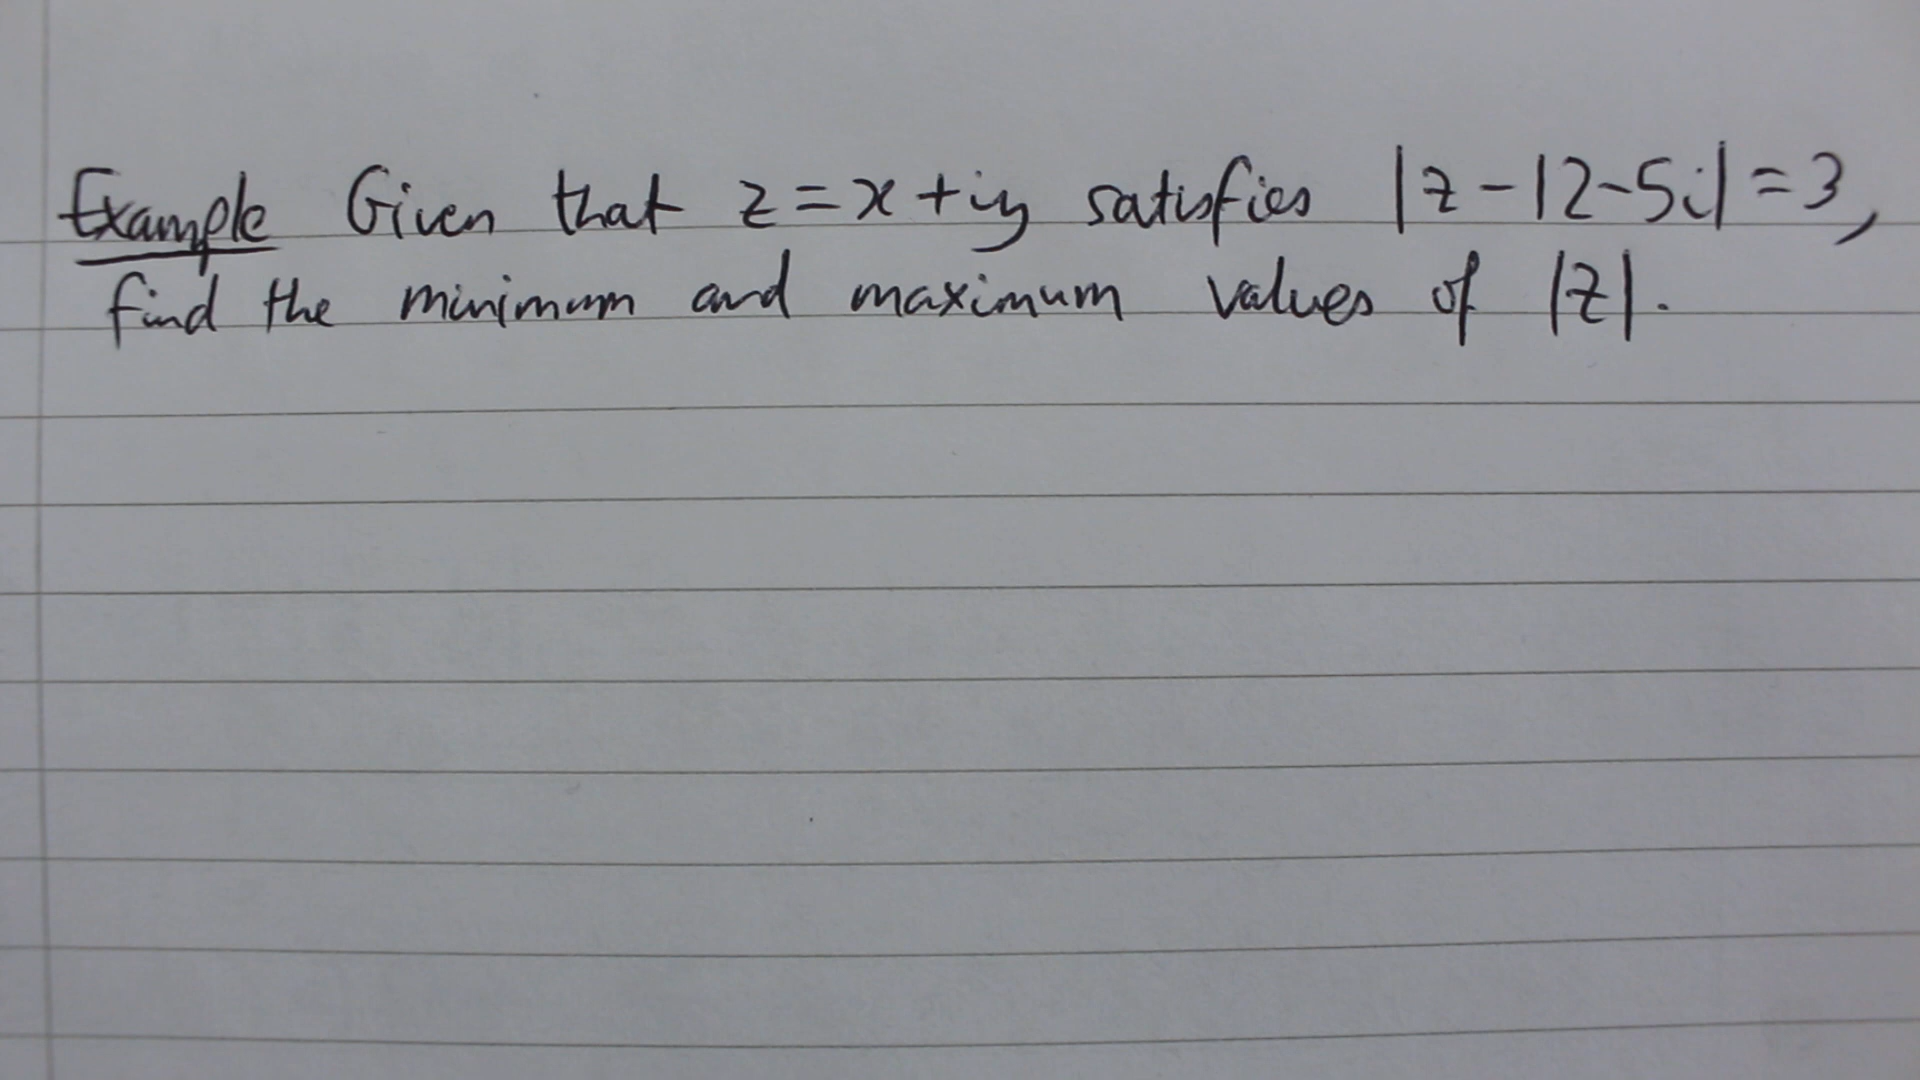 Example Given that z = x + iy satisfies |z - 12 - 5i| = 3,
find the minimum and maximum values of |z|.